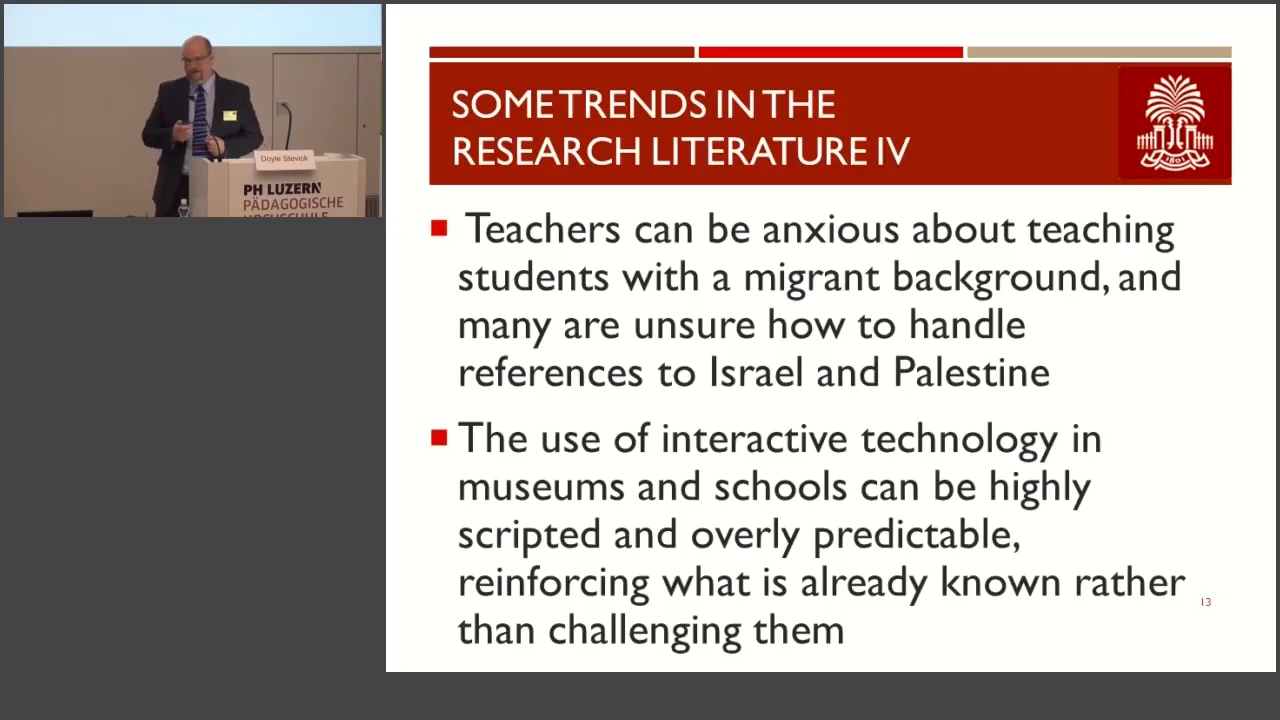 Doyle Stevick
PH LUZERN
PÄDAGOGISCHE
HOCHSCHULE
SOME TRENDS IN THE
RESEARCH LITERATURE IV
1801
Teachers can be anxious about teaching
students with a migrant background, and
many are unsure how to handle
references to Israel and Palestine
The use of interactive technology in
museums and schools can be highly
scripted and overly predictable,
reinforcing what is already known rather
than challenging them
13